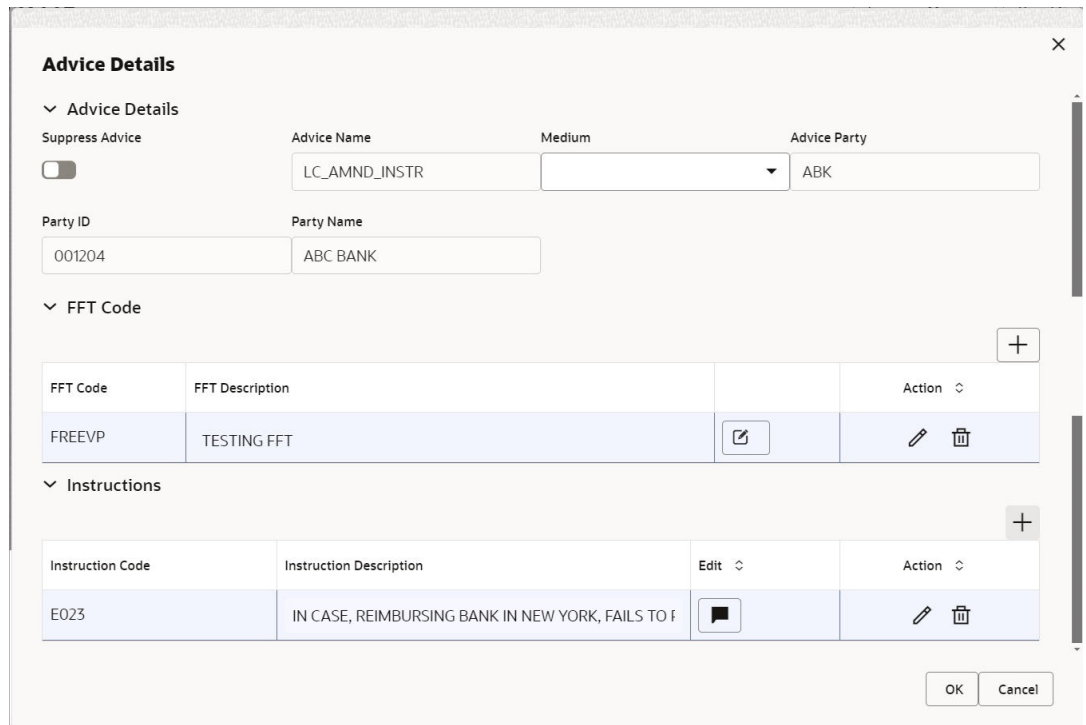 Advice Details
Advice Details
Suppress Advice Advice Name Medium Advice Party
LC_AMND_INSTR ABK
Party ID Party Name
001204 ABC BANK
FFT Code
FFT Code FFT Description Action
FREEVP TESTING FFT
Instructions
Instruction Code Instruction Description Edit Action
E023 IN CASE, REIMBURSING BANK IN NEW YORK, FAILS TO
OK Cancel